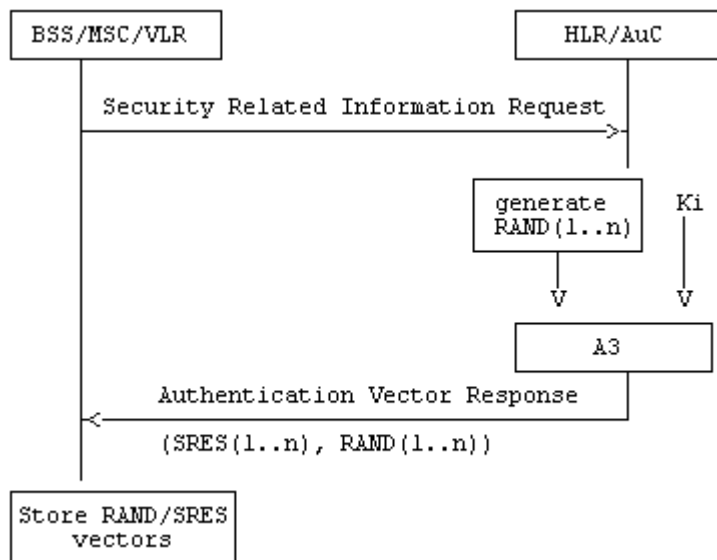 BSS/MSC/VLR
HLR/AuC
Security Related Information Request
generate
RAND(1..n)
Ki
V
V
A3
Authentication Vector Response
(SRES(1..n), RAND(1..n))
Store RAND/SRES
vectors